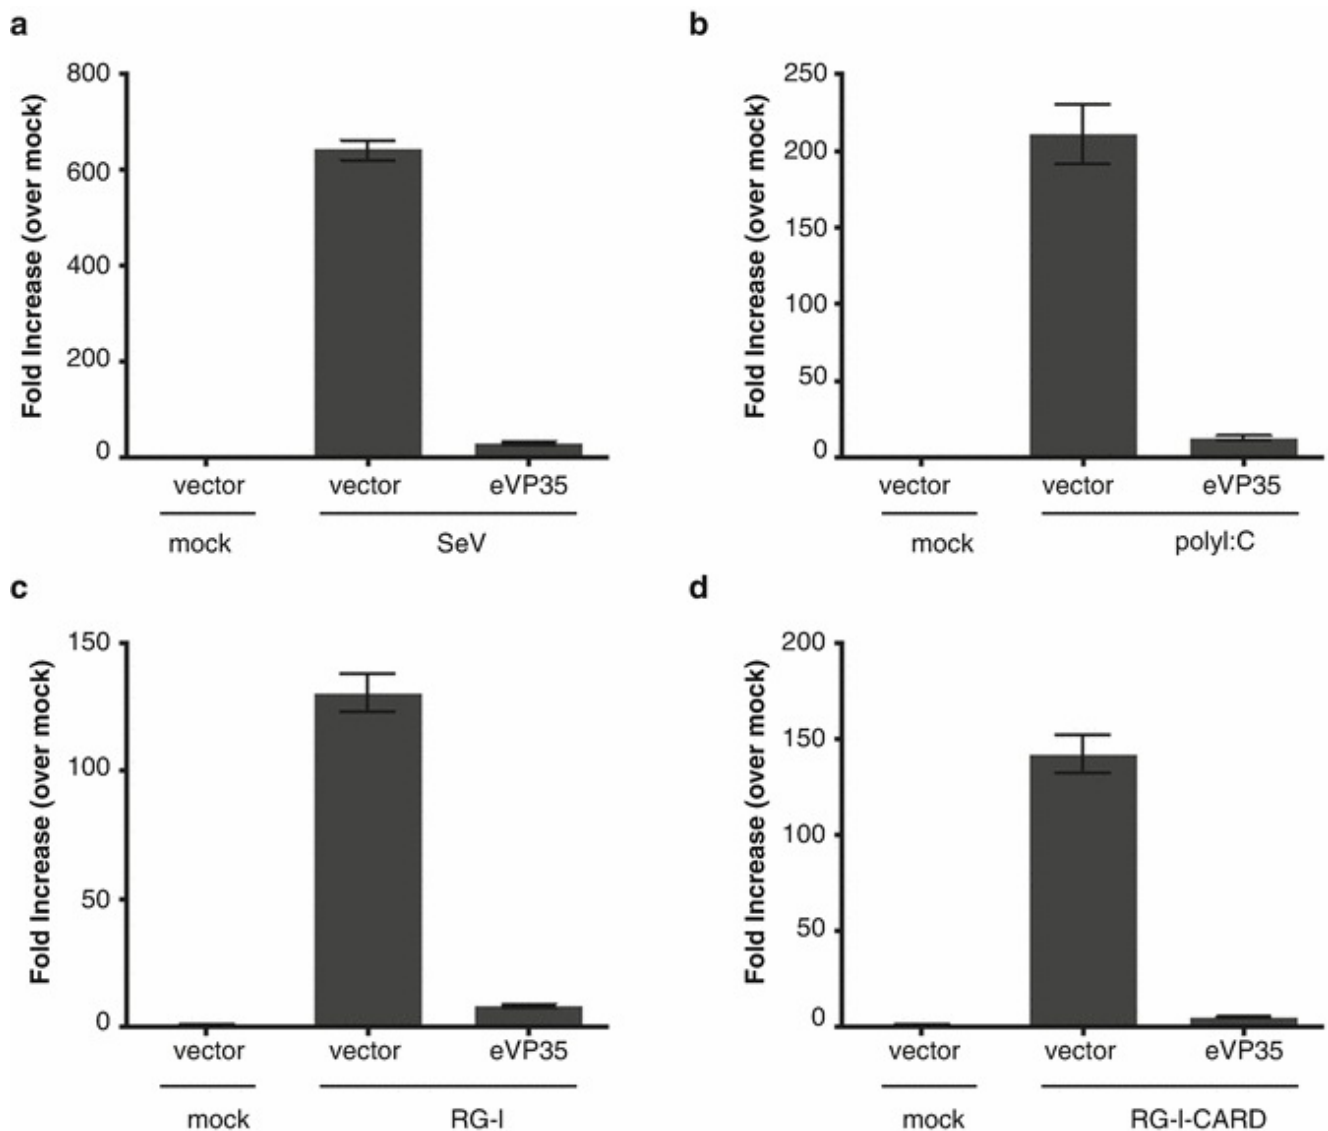 a
Fold Increase (over mock)
800
600
400
200
0
vector vector eVP35
mock SeV
b
Fold Increase (over mock)
250
200
150
100
50
0
vector vector eVP35
mock polyI:C
c
Fold Increase (over mock)
150
100
50
0
vector vector eVP35
mock RG-I
d
Fold Increase (over mock)
200
150
100
50
0
vector vector eVP35
mock RG-I-CARD